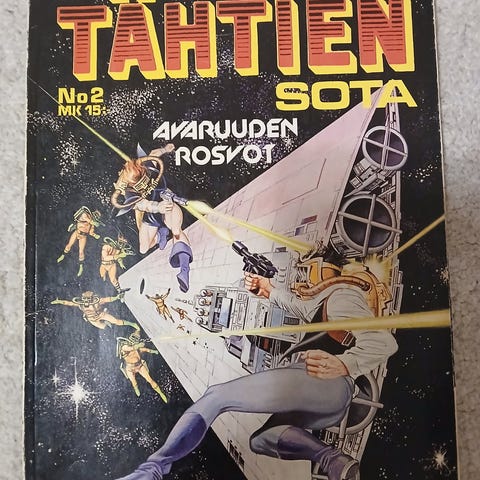 TÄHTIEN
SOTA
No 2
MK 15:-
AVARUUDEN
ROSVOT